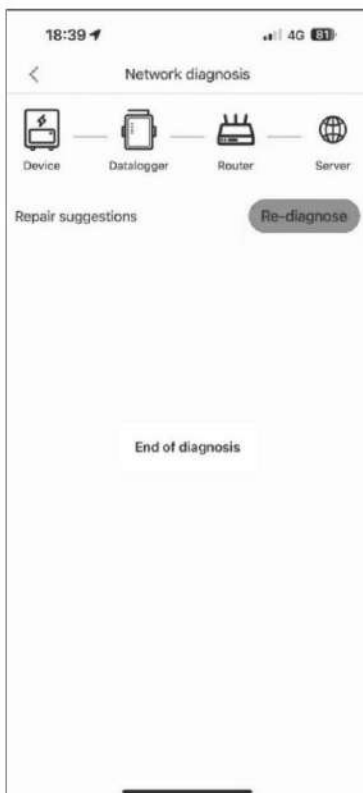 18:39 4G 81
Network diagnosis
Device Datalogger Router Server
Repair suggestions Re-diagnose
End of diagnosis